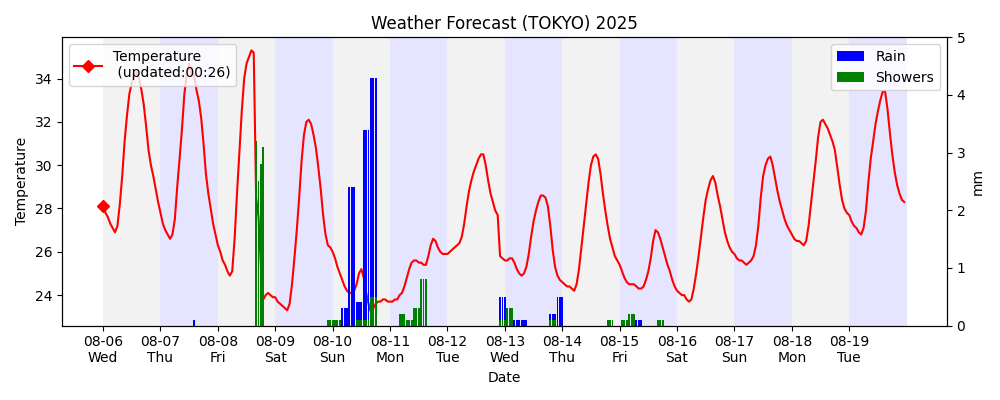 Weather Forecast (TOKYO) 2025
Temperature
(updated:00:26)
Rain
Showers
Temperature
34
32
30
28
26
24
5
4
3
2
1
0
mm
08-06 08-07 08-08 08-09 08-10 08-11 08-12 08-13 08-14 08-15 08-16 08-17 08-18 08-19
Wed Thu Fri Sat Sun Mon Tue Wed Thu Fri Sat Sun Mon Tue
Date